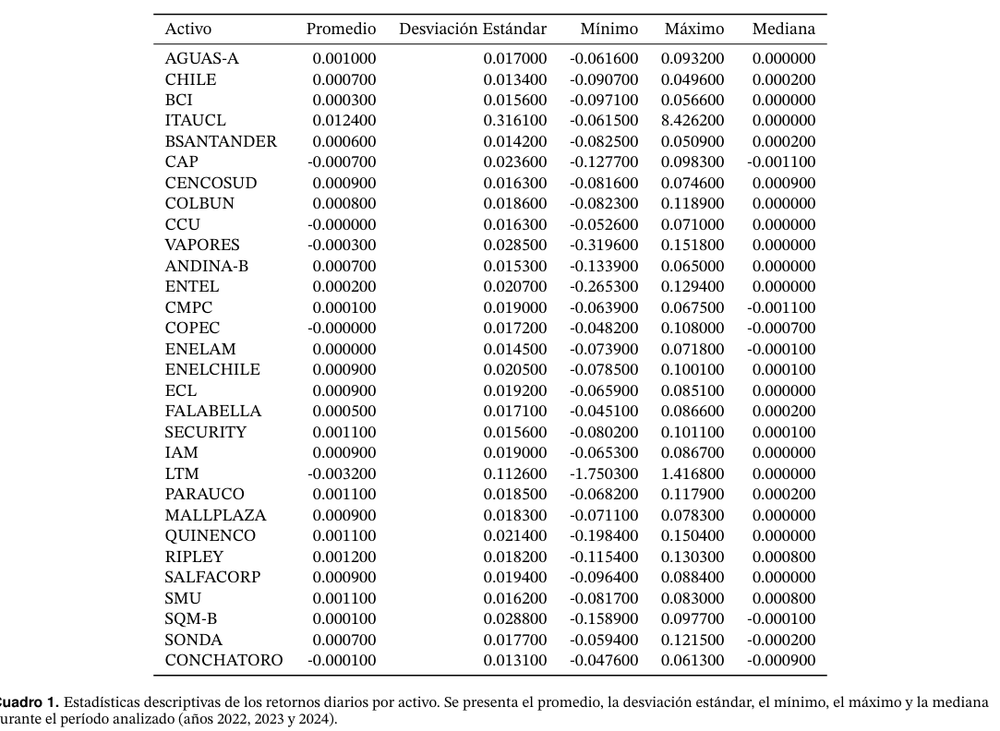 Activo Promedio Desviación Estándar Mínimo Máximo Mediana
AGUAS-A 0.001000 0.017000 -0.061600 0.093200 0.000000
CHILE 0.000700 0.013400 -0.090700 0.049600 0.000200
BCI 0.000300 0.015600 -0.097100 0.056600 0.000000
ITAUCL 0.012400 0.316100 -0.061500 8.426200 0.000000
BSANTANDER 0.000600 0.014200 -0.082500 0.050900 0.000200
CAP -0.000700 0.023600 -0.127700 0.098300 -0.001100
CENCOSUD 0.000900 0.016300 -0.081600 0.074600 0.000900
COLBUN 0.000800 0.018600 -0.082300 0.118900 0.000000
CCU -0.000000 0.016300 -0.052600 0.071000 0.000000
VAPORES -0.000300 0.028500 -0.319600 0.151800 0.000000
ANDINA-B 0.000700 0.015300 -0.133900 0.065000 0.000000
ENTEL 0.000200 0.020700 -0.265300 0.129400 0.000000
CMPC 0.000100 0.019000 -0.063900 0.067500 -0.001100
COPEC -0.000000 0.017200 -0.048200 0.108000 -0.000700
ENELAM 0.000000 0.014500 -0.073900 0.071800 -0.000100
ENELCHILE 0.000900 0.020500 -0.078500 0.100100 0.000100
ECL 0.000900 0.019200 -0.065900 0.085100 0.000000
FALABELLA 0.000500 0.017100 -0.045100 0.086600 0.000200
SECURITY 0.001100 0.015600 -0.080200 0.101100 0.000100
IAM 0.000900 0.019000 -0.065300 0.086700 0.000000
LTM -0.003200 0.112600 -1.750300 1.416800 0.000000
PARAUCO 0.001100 0.018500 -0.068200 0.117900 0.000200
MALLPLAZA 0.000900 0.018300 -0.071100 0.078300 0.000000
QUINENCO 0.001100 0.021400 -0.198400 0.150400 0.000000
RIPLEY 0.001200 0.018200 -0.115400 0.130300 0.000800
SALFACORP 0.000900 0.019400 -0.096400 0.088400 0.000000
SMU 0.001100 0.016200 -0.081700 0.083000 0.000800
SQM-B 0.000100 0.028800 -0.158900 0.097700 -0.000100
SONDA 0.000700 0.017700 -0.059400 0.121500 -0.000200
CONCHATORO -0.000100 0.013100 -0.047600 0.061300 -0.000900
Cuadro 1. Estadísticas descriptivas de los retornos diarios por activo. Se presenta el promedio, la desviación estándar, el mínimo, el máximo y la mediana
urante el período analizado (años 2022, 2023 y 2024).